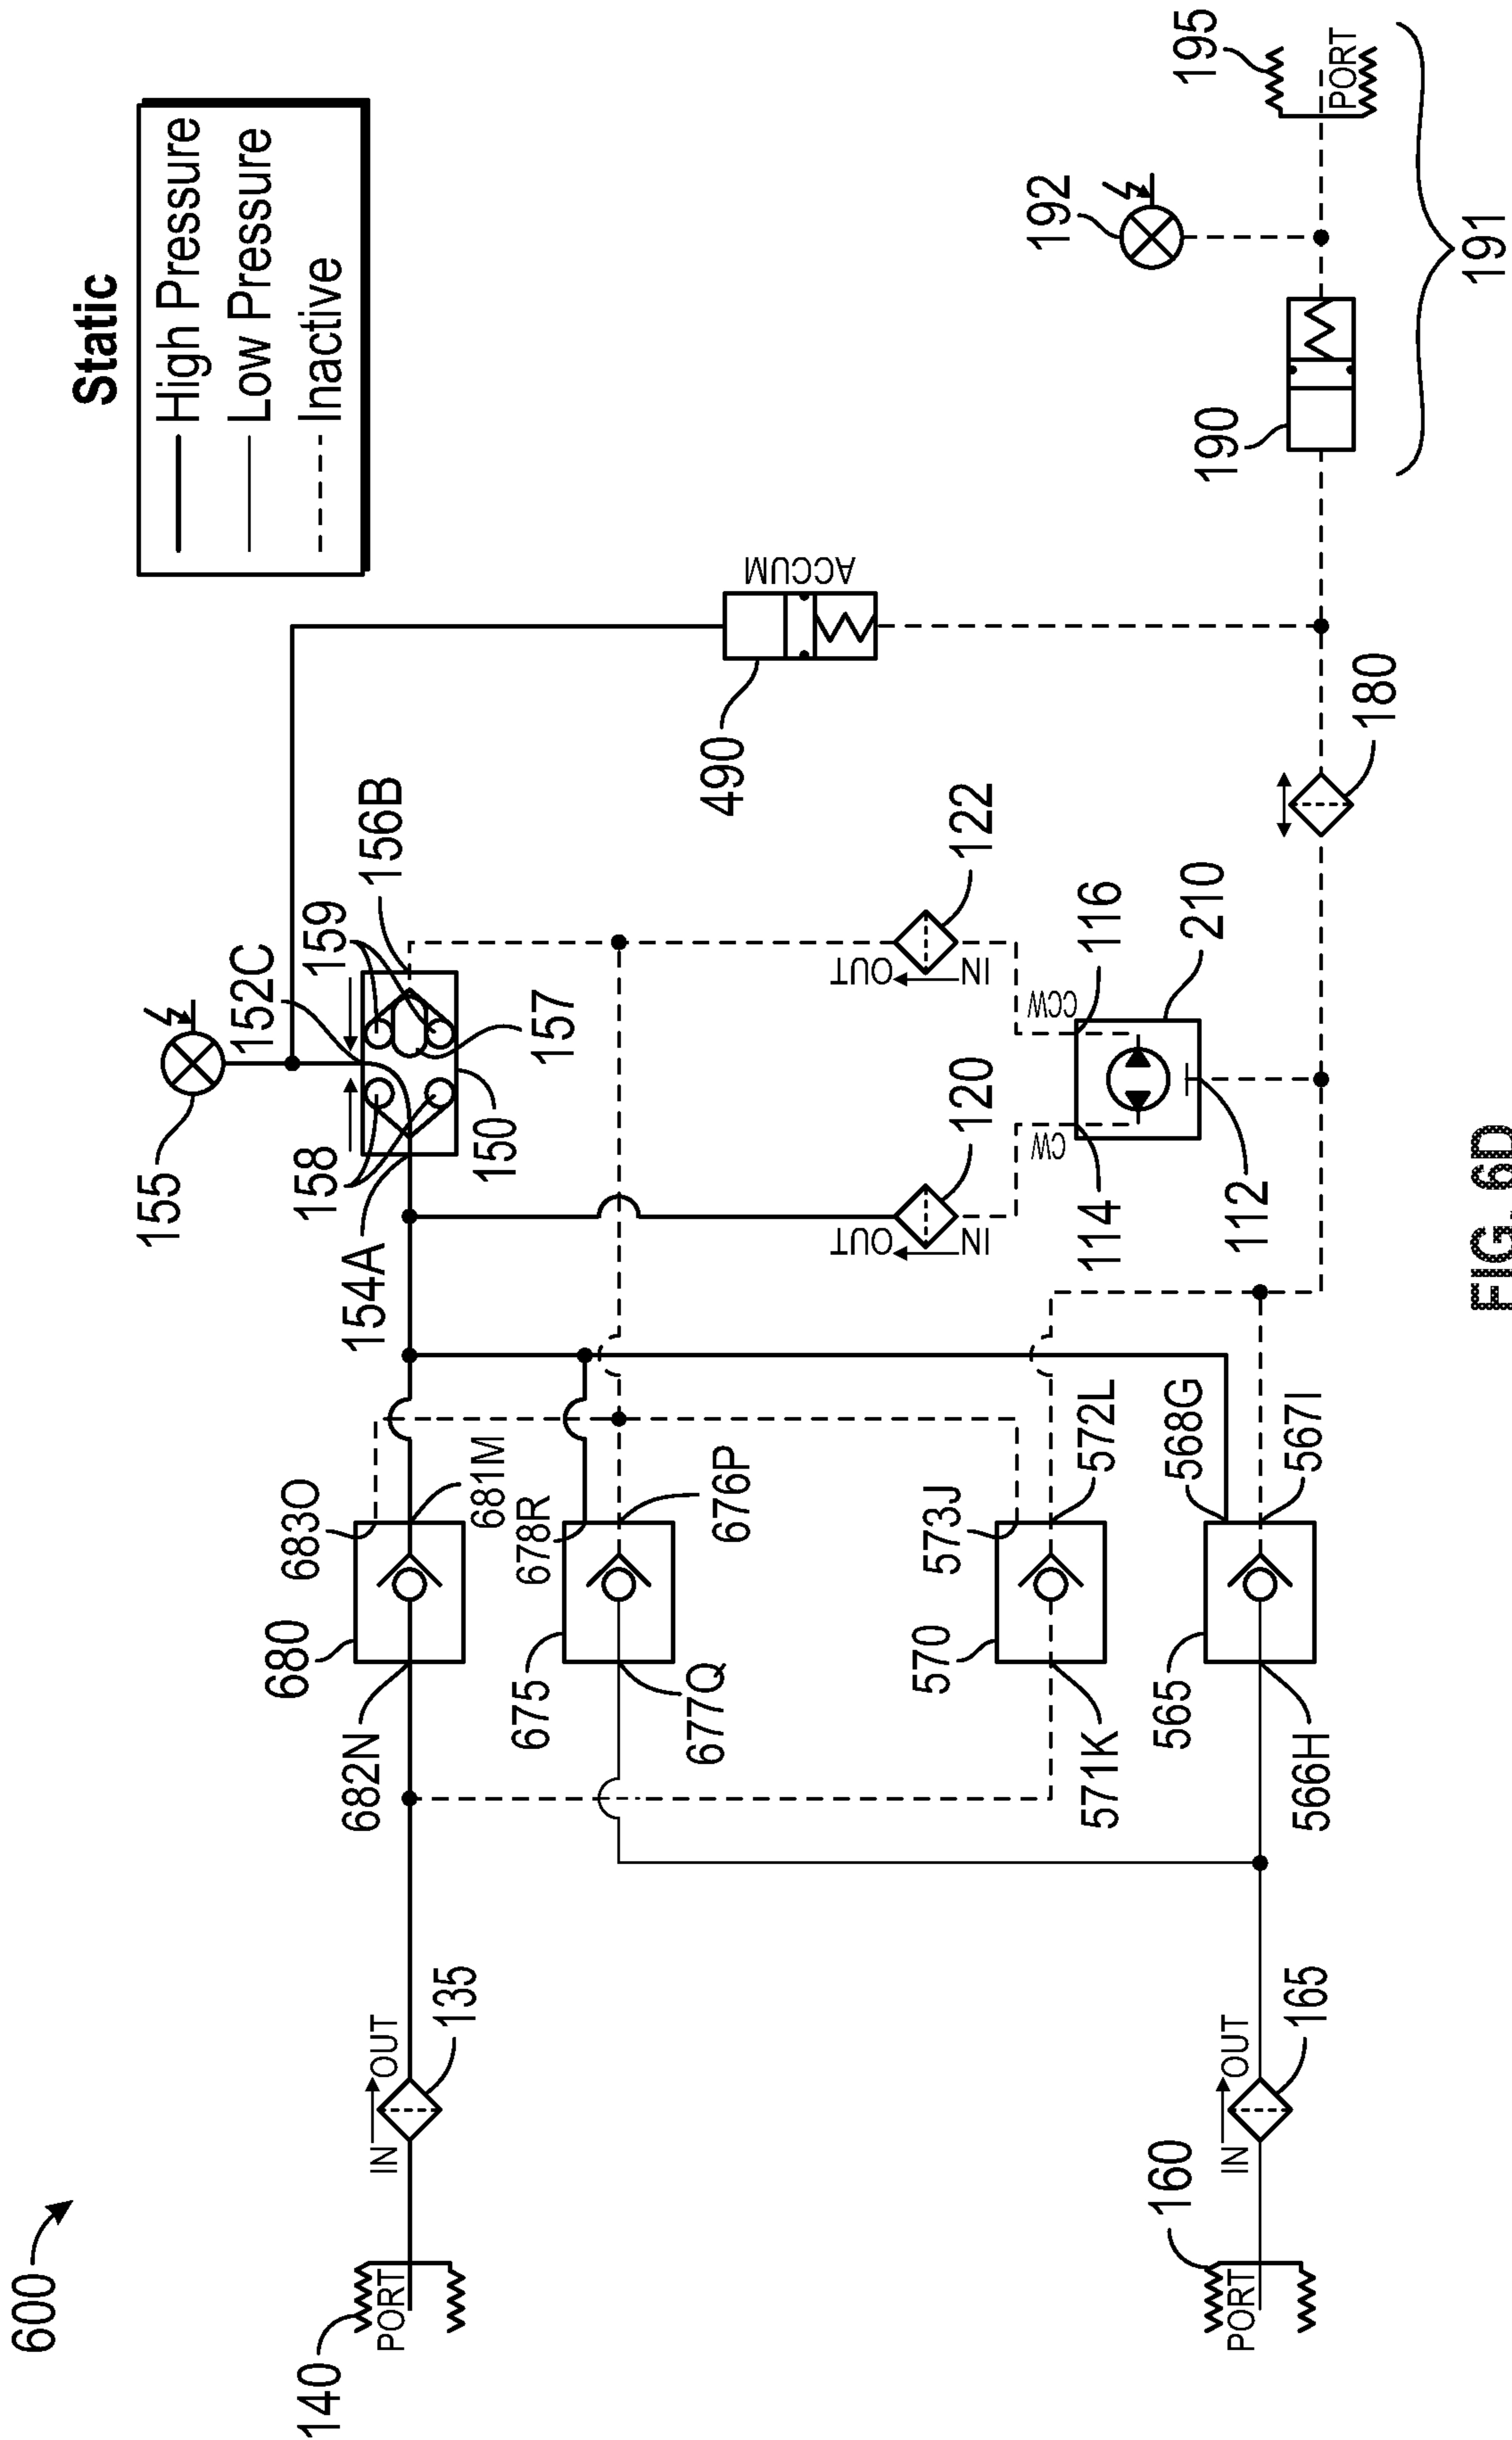 600
Static
High Pressure
Low Pressure
Inactive
155
152C
158
159
154A
156B
150
157
683O
680
681M
682N
678R
675
676P
677Q
573J
570
572L
571K
568G
565
567I
566H
140
PORT
IN
OUT
135
160
PORT
IN
OUT
165
120
OUT
IN
122
OUT
IN
CW
CCW
114
116
210
112
490
ACCUM
180
190
192
195
PORT
191
FIG. 6D